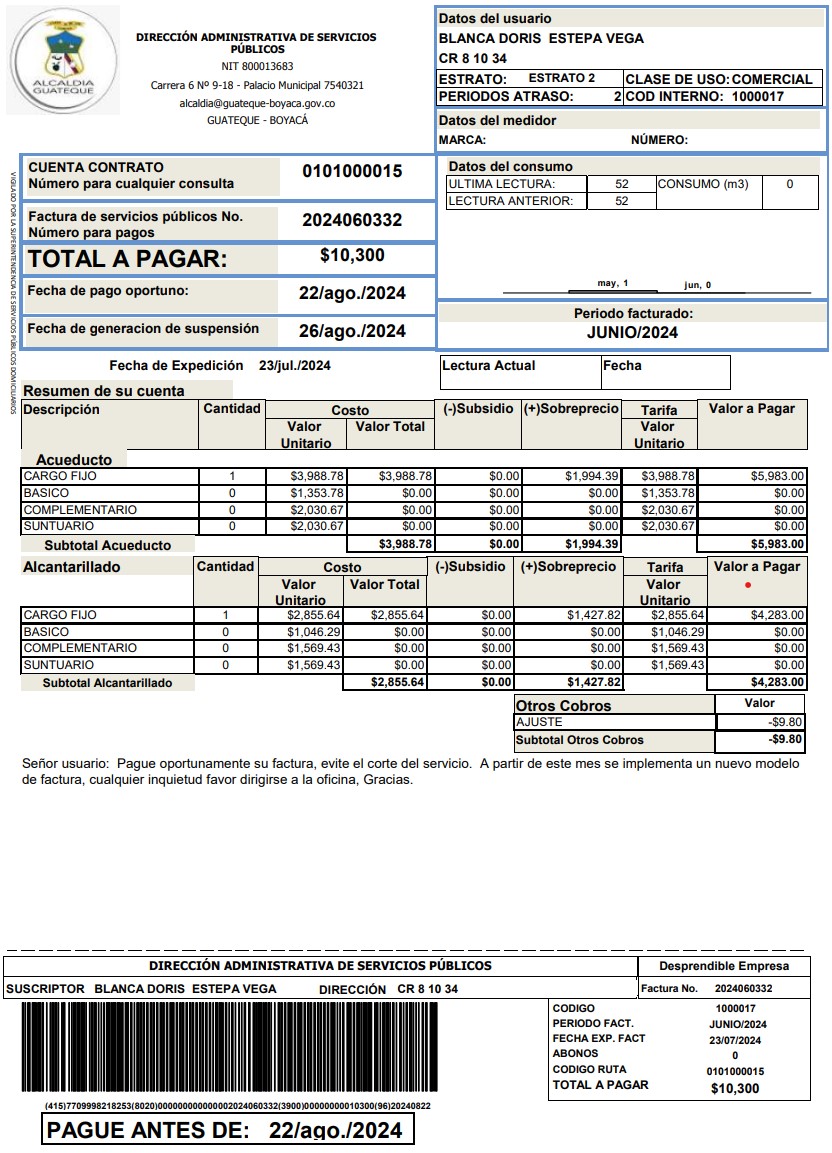 ALCALDIA
GUATEQUE
DIRECCIÓN ADMINISTRATIVA DE SERVICIOS
PÚBLICOS
NIT 800013683
Carrera 6 Nº 9-18 - Palacio Municipal 7540321
alcaldia@guateque-boyaca.gov.co
GUATEQUE - BOYACÁ
Datos del usuario
BLANCA DORIS ESTEPA VEGA
CR 8 10 34
ESTRATO: ESTRATO 2 CLASE DE USO: COMERCIAL
PERIODOS ATRASO: 2 COD INTERNO: 1000017
Datos del medidor
MARCA: NÚMERO:
VIGILADO POR LA SUPERINTENDENCIA DE SERVICIOS PÚBLICOS DOMICILIARIOS
CUENTA CONTRATO
Número para cualquier consulta
0101000015
Factura de servicios públicos No.
Número para pagos
2024060332
TOTAL A PAGAR: $10,300
Fecha de pago oportuno: 22/ago./2024
Fecha de generacion de suspensión 26/ago./2024
Datos del consumo
ULTIMA LECTURA: 52 CONSUMO (m3) 0
LECTURA ANTERIOR: 52
may, 1 jun, 0
Periodo facturado:
JUNIO/2024
Fecha de Expedición 23/jul./2024
Lectura Actual Fecha
Resumen de su cuenta
Descripción Cantidad Costo (-)Subsidio (+)Sobreprecio Tarifa Valor a Pagar
Valor Unitario Valor Total Valor Unitario
Acueducto
CARGO FIJO 1 $3,988.78 $3,988.78 $0.00 $1,994.39 $3,988.78 $5,983.00
BASICO 0 $1,353.78 $0.00 $0.00 $0.00 $1,353.78 $0.00
COMPLEMENTARIO 0 $2,030.67 $0.00 $0.00 $0.00 $2,030.67 $0.00
SUNTUARIO 0 $2,030.67 $0.00 $0.00 $0.00 $2,030.67 $0.00
Subtotal Acueducto $3,988.78 $0.00 $1,994.39 $5,983.00
Alcantarillado Cantidad Costo (-)Subsidio (+)Sobreprecio Tarifa Valor a Pagar
Valor Unitario Valor Total Valor Unitario
CARGO FIJO 1 $2,855.64 $2,855.64 $0.00 $1,427.82 $2,855.64 $4,283.00
BASICO 0 $1,046.29 $0.00 $0.00 $0.00 $1,046.29 $0.00
COMPLEMENTARIO 0 $1,569.43 $0.00 $0.00 $0.00 $1,569.43 $0.00
SUNTUARIO 0 $1,569.43 $0.00 $0.00 $0.00 $1,569.43 $0.00
Subtotal Alcantarillado $2,855.64 $0.00 $1,427.82 $4,283.00
Otros Cobros Valor
AJUSTE -$9.80
Subtotal Otros Cobros -$9.80
Señor usuario: Pague oportunamente su factura, evite el corte del servicio. A partir de este mes se implementa un nuevo modelo
de factura, cualquier inquietud favor dirigirse a la oficina, Gracias.
DIRECCIÓN ADMINISTRATIVA DE SERVICIOS PÚBLICOS Desprendible Empresa
SUSCRIPTOR BLANCA DORIS ESTEPA VEGA DIRECCIÓN CR 8 10 34 Factura No. 2024060332
CODIGO 1000017
PERIODO FACT. JUNIO/2024
FECHA EXP. FACT 23/07/2024
ABONOS 0
CODIGO RUTA 0101000015
TOTAL A PAGAR $10,300
(415)7709998218253(8020)00000000000002024060332(3900)00000000010300(96)20240822
PAGUE ANTES DE: 22/ago./2024